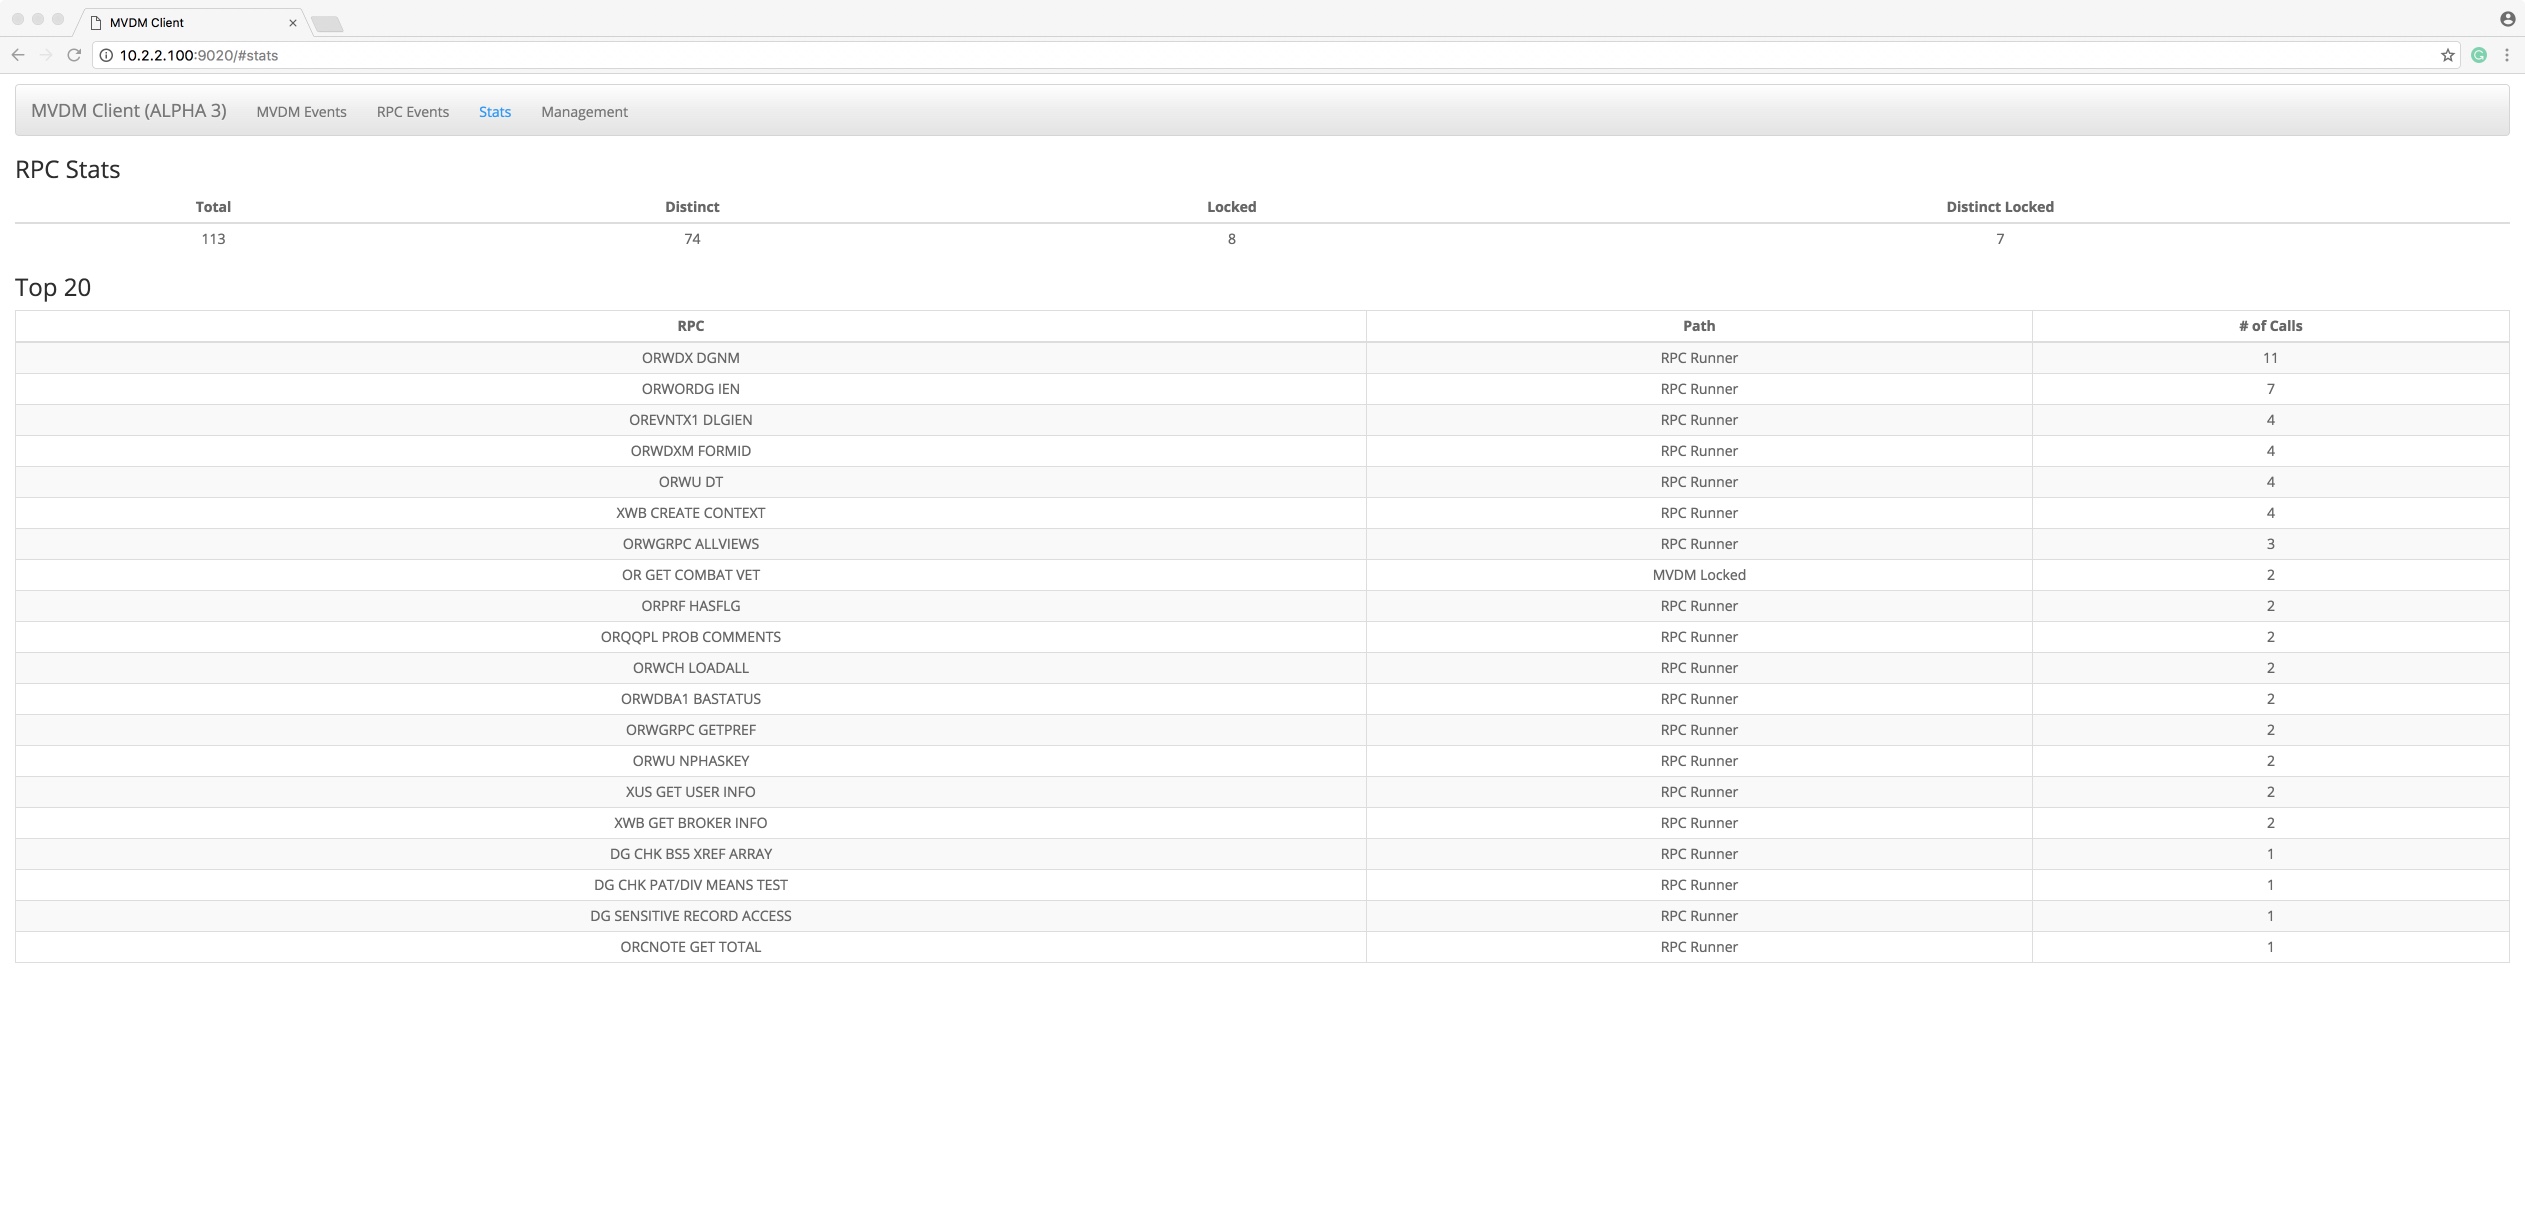 MVDM Client
10.2.2.100:9020/#stats
MVDM Client (ALPHA 3) MVDM Events RPC Events Stats Management
RPC Stats
Total Distinct Locked Distinct Locked
113 74 8 7
Top 20
RPC Path # of Calls
ORWDX DGNM RPC Runner 11
ORWORDG IEN RPC Runner 7
OREVNTX1 DLGIEN RPC Runner 4
ORWDXM FORMID RPC Runner 4
ORWU DT RPC Runner 4
XWB CREATE CONTEXT RPC Runner 4
ORWGRPC ALLVIEWS RPC Runner 3
OR GET COMBAT VET MVDM Locked 2
ORPRF HASFLG RPC Runner 2
ORQQPL PROB COMMENTS RPC Runner 2
ORWCH LOADALL RPC Runner 2
ORWDBA1 BASTATUS RPC Runner 2
ORWGRPC GETPREF RPC Runner 2
ORWU NPHASKEY RPC Runner 2
XUS GET USER INFO RPC Runner 2
XWB GET BROKER INFO RPC Runner 2
DG CHK BS5 XREF ARRAY RPC Runner 1
DG CHK PAT/DIV MEANS TEST RPC Runner 1
DG SENSITIVE RECORD ACCESS RPC Runner 1
ORCNOTE GET TOTAL RPC Runner 1